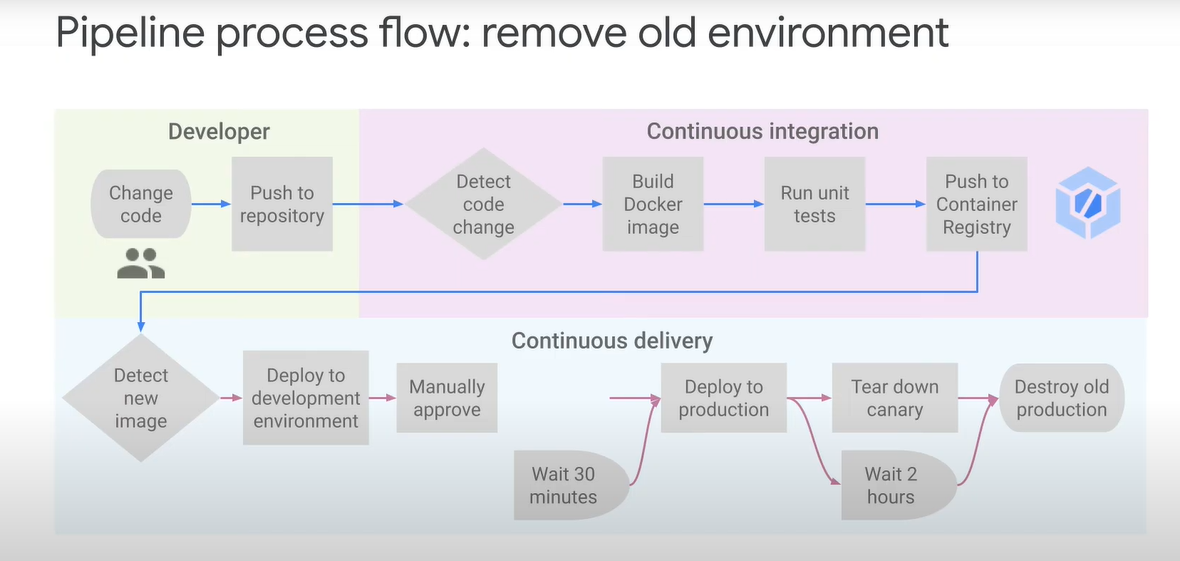 Pipeline process flow: remove old environment
Developer
Continuous integration
Change
code
Push to
repository
Detect
code
change
Build
Docker
image
Run unit
tests
Push to
Container
Registry
Continuous delivery
Detect
new
image
Deploy to
development
environment
Manually
approve
Wait 30
minutes
Deploy to
production
Tear down
canary
Wait 2
hours
Destroy old
production